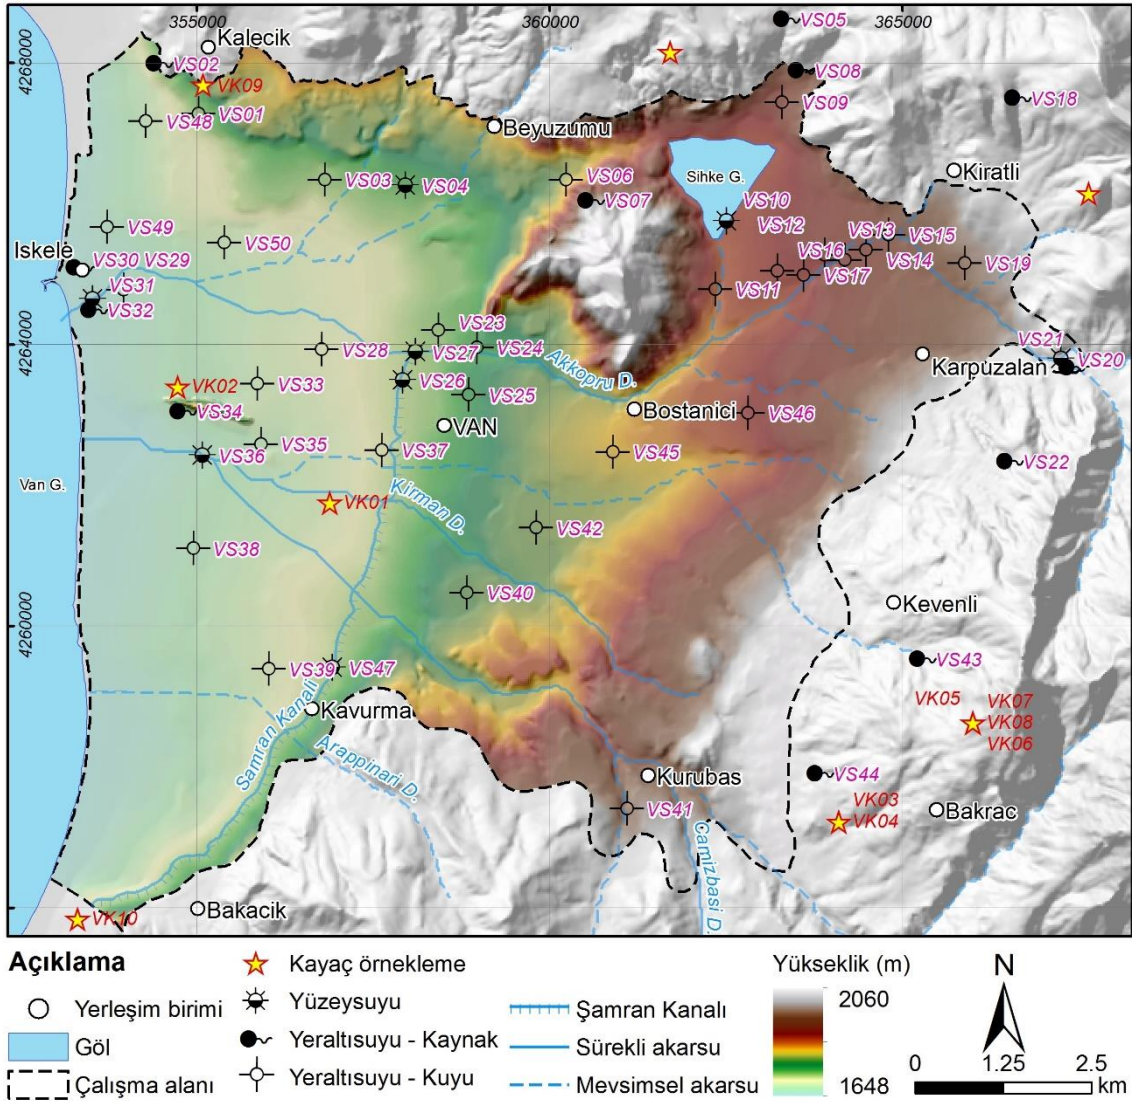 355000
360000
365000
4268000
4264000
4260000
VS05
Kalecik
VS02
VK09
VS08
VS01
VS48
VS09
VS18
Beyuzumu
Kiratli
VS03
VS04
VS06
VS07
Sihke G.
VS10
VS12
VS49
VS50
VS13
VS15
VS16
VS14
VS17
VS19
VS11
Iskele
VS30
VS29
VS31
VS32
VS23
VS28
VS27
VS24
VS21
VS20
Karpuzalan
Akkopru D.
VK02
VS33
VS26
VS25
VS34
Bostanici
VS46
VAN
VS35
VS36
VS37
VS45
VS22
Van G.
VK01
Kirman D.
VS38
VS42
VS40
Kevenli
VS43
VS39
VS47
VK05
VK07
VK08
VK06
Kavurma
Samran Kanali
Arappinari D.
Kurubas
VS44
VS41
VK03
VK04
Bakrac
Camizbasi D.
VK10
Bakacik
Açıklama
Yerleşim birimi
Göl
Çalışma alanı
Kayaç örnekleme
Yüzeysuyu
Yeraltısuyu - Kaynak
Yeraltısuyu - Kuyu
Şamran Kanalı
Sürekli akarsu
Mevsimsel akarsu
Yükseklik (m)
2060
1648
N
0 1.25 2.5
km